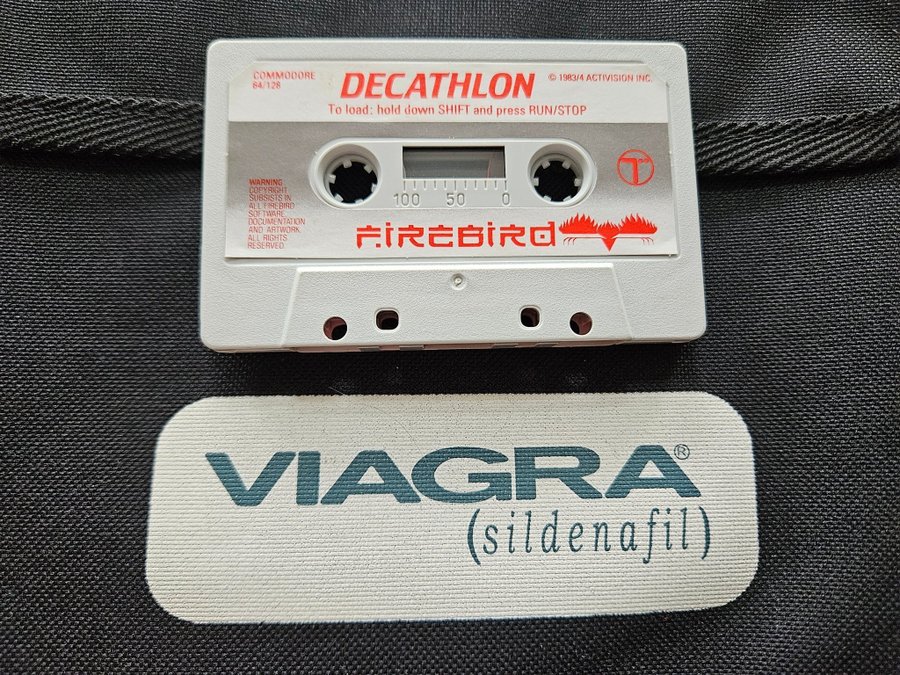 COMMODORE
64/128
DECATHLON
© 1983/4 ACTIVISION INC.
To load: hold down SHIFT and press RUN/STOP
WARNING
COPYRIGHT
SUBSISTS IN
ALL FIREBIRD
SOFTWARE,
DOCUMENTATION
AND ARTWORK.
ALL RIGHTS
RESERVED.
100 50 0
FIREBIRD
VIAGRA®
(sildenafil)